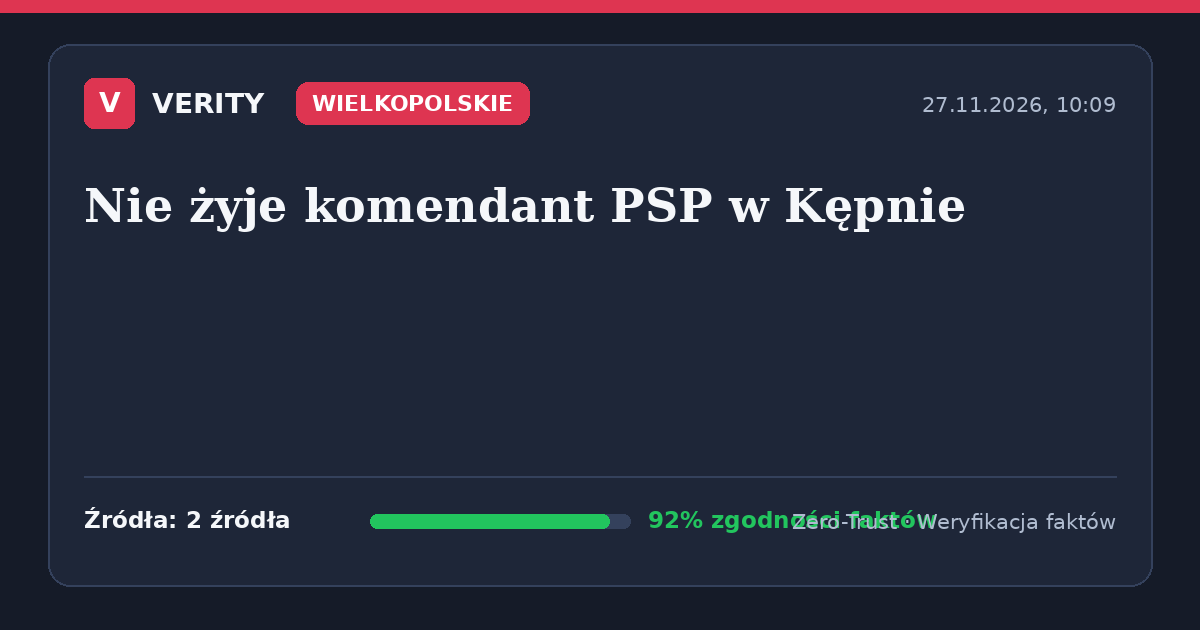 V VERITY WIELKOPOLSKIE 27.11.2026, 10:09
Nie żyje komendant PSP w Kępnie
Źródła: 2 źródła 92% zgodności faktów Zero-Trust · Weryfikacja faktów